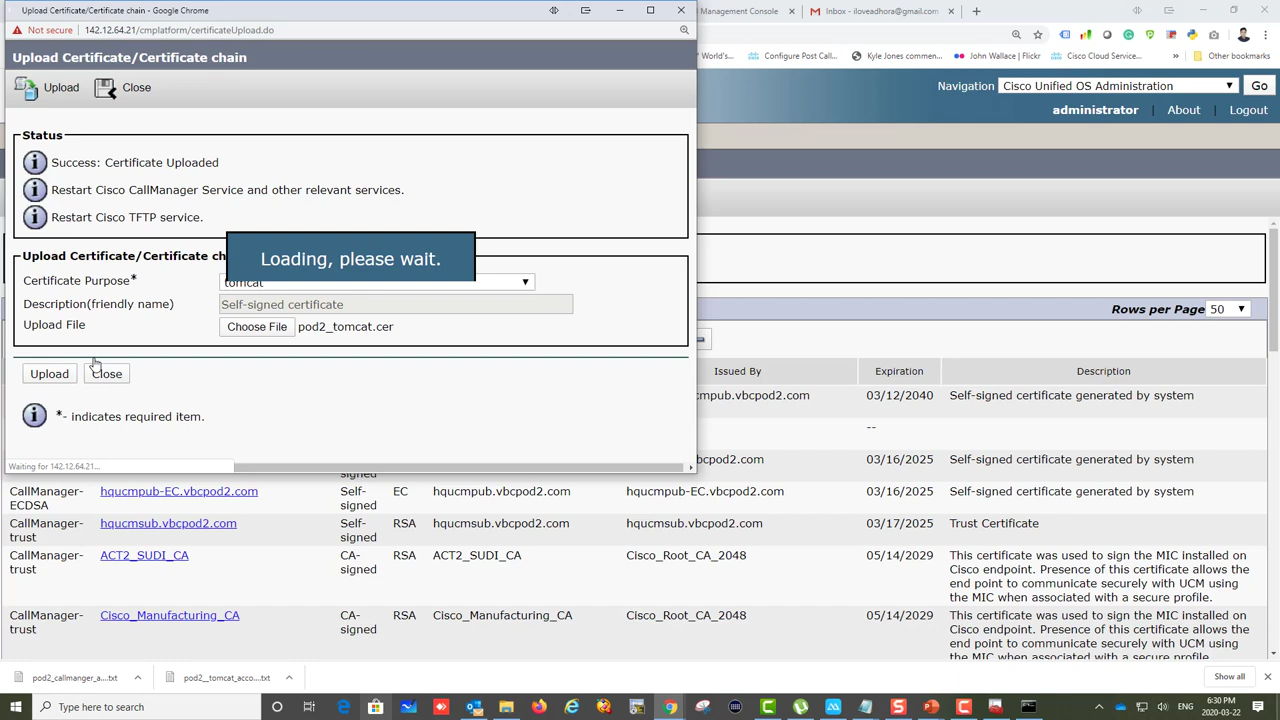 Upload Certificate/Certificate chain - Google Chrome
Not secure | 142.12.64.21/cmplatform/certificateUpload.do
Upload Certificate/Certificate chain
Upload Close
Status
Success: Certificate Uploaded
Restart Cisco CallManager Service and other relevant services.
Restart Cisco TFTP service.
Loading, please wait.
Upload Certificate/Certificate ch
Certificate Purpose* tomcat
Description(friendly name) Self-signed certificate
Upload File Choose File pod2_tomcat.cer
Upload Close
*- indicates required item.
Waiting for 142.12.64.21...
Management Console Inbox - iloveadhora@gmail.c
World's... Configure Post Call... Kyle Jones commen... John Wallace | Flickr Cisco Cloud Service... Other bookmarks
Navigation Cisco Unified OS Administration Go
administrator About Logout
Rows per Page 50
Issued By Expiration Description
mpub.vbcpod2.com 03/12/2040 Self-signed certificate generated by system
--
03/16/2025 Self-signed certificate generated by system
signed
CallManager-ECDSA hqucmpub-EC.vbcpod2.com Self-signed EC hqucmpub.vbcpod2.com hqucmpub-EC.vbcpod2.com 03/16/2025 Self-signed certificate generated by system
CallManager-trust hqucmsub.vbcpod2.com Self-signed RSA hqucmsub.vbcpod2.com hqucmsub.vbcpod2.com 03/17/2025 Trust Certificate
CallManager-trust ACT2_SUDI_CA CA-signed RSA ACT2_SUDI_CA Cisco_Root_CA_2048 05/14/2029 This certificate was used to sign the MIC installed on
Cisco endpoint. Presence of this certificate allows the
end point to communicate securely with UCM using
the MIC when associated with a secure profile.
CallManager-trust Cisco_Manufacturing_CA CA-signed RSA Cisco_Manufacturing_CA Cisco_Root_CA_2048 05/14/2029 This certificate was used to sign the MIC installed on
Cisco endpoint. Presence of this certificate allows the
end point to communicate securely with UCM using
the MIC when associated with a secure profile.
pod2_callmanger_a....txt pod2__tomcat_acco....txt Show all
Type here to search ENG 6:30 PM
2020-03-22